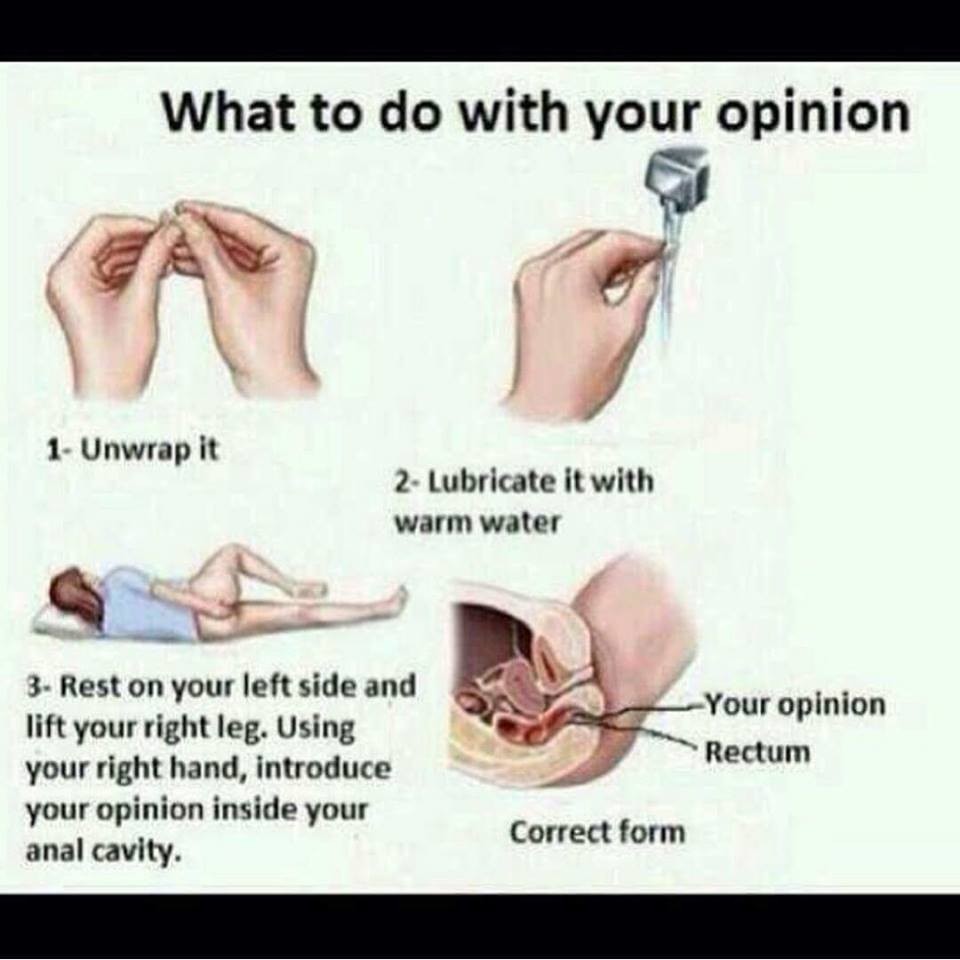 What to do with your opinion
1- Unwrap it
2- Lubricate it with
warm water
3- Rest on your left side and
lift your right leg. Using
your right hand, introduce
your opinion inside your
anal cavity.
Your opinion
Rectum
Correct form